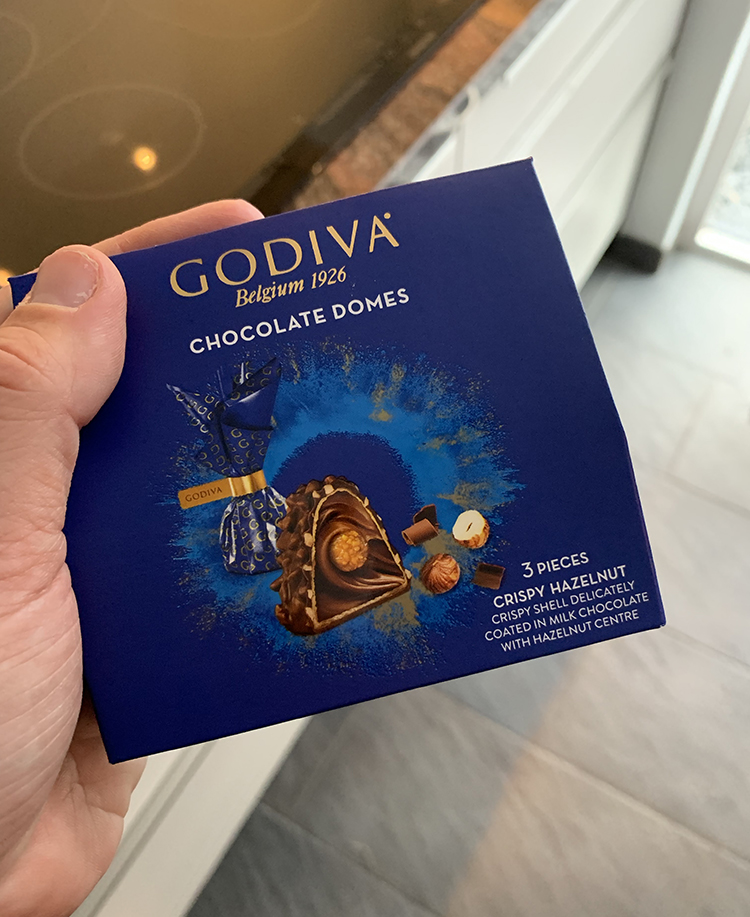 GODIVA
Belgium 1926
CHOCOLATE DOMES
GODIVA
3 PIECES
CRISPY HAZELNUT
CRISPY SHELL DELICATELY
COATED IN MILK CHOCOLATE
WITH HAZELNUT CENTRE